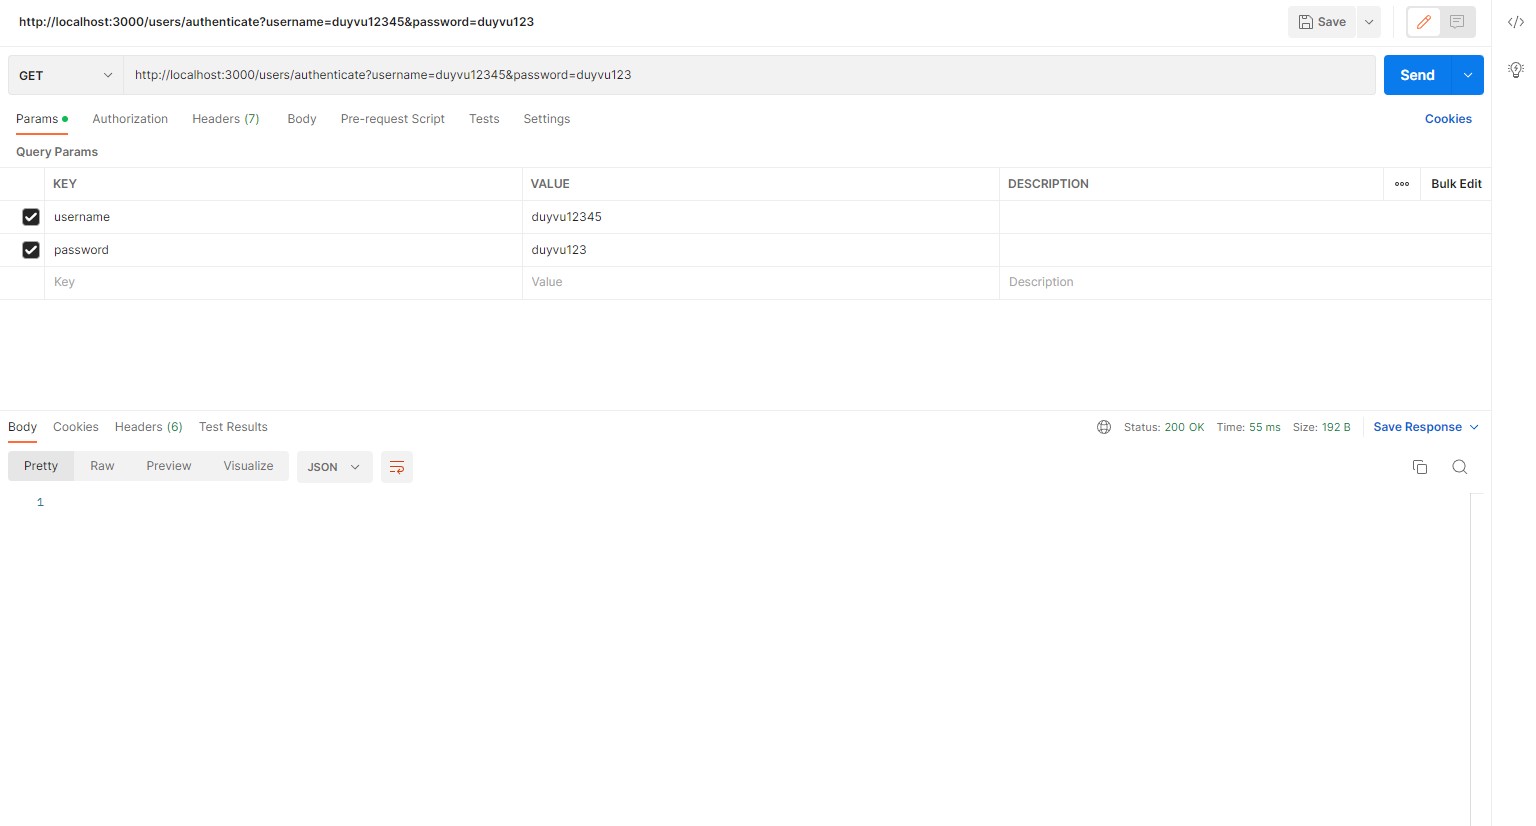 http://localhost:3000/users/authenticate?username=duyvu12345&password=duyvu123
Save
GET
http://localhost:3000/users/authenticate?username=duyvu12345&password=duyvu123
Send
Params Authorization Headers (7) Body Pre-request Script Tests Settings Cookies
Query Params
KEY VALUE DESCRIPTION Bulk Edit
username duyvu12345
password duyvu123
Key Value Description
Body Cookies Headers (6) Test Results Status: 200 OK Time: 55 ms Size: 192 B Save Response
Pretty Raw Preview Visualize JSON
1